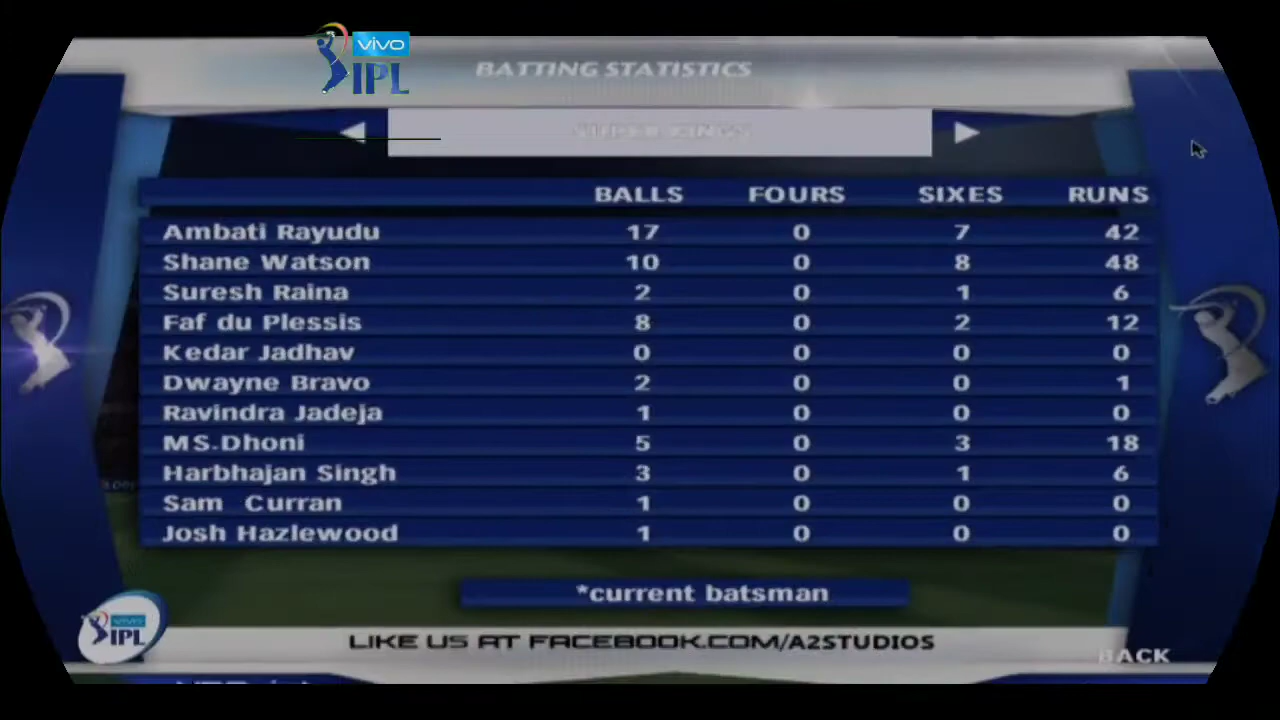 vivo
IPL
BATTING STATISTICS
SUPER KINGS
BALLS FOURS SIXES RUNS
Ambati Rayudu 17 0 7 42
Shane Watson 10 0 8 48
Suresh Raina 2 0 1 6
Faf du Plessis 8 0 2 12
Kedar Jadhav 0 0 0 0
Dwayne Bravo 2 0 0 1
Ravindra Jadeja 1 0 0 0
MS.Dhoni 5 0 3 18
Harbhajan Singh 3 0 1 6
Sam Curran 1 0 0 0
Josh Hazlewood 1 0 0 0
*current batsman
vivo
IPL
LIKE US AT FACEBOOK.COM/A2STUDIOS
BACK